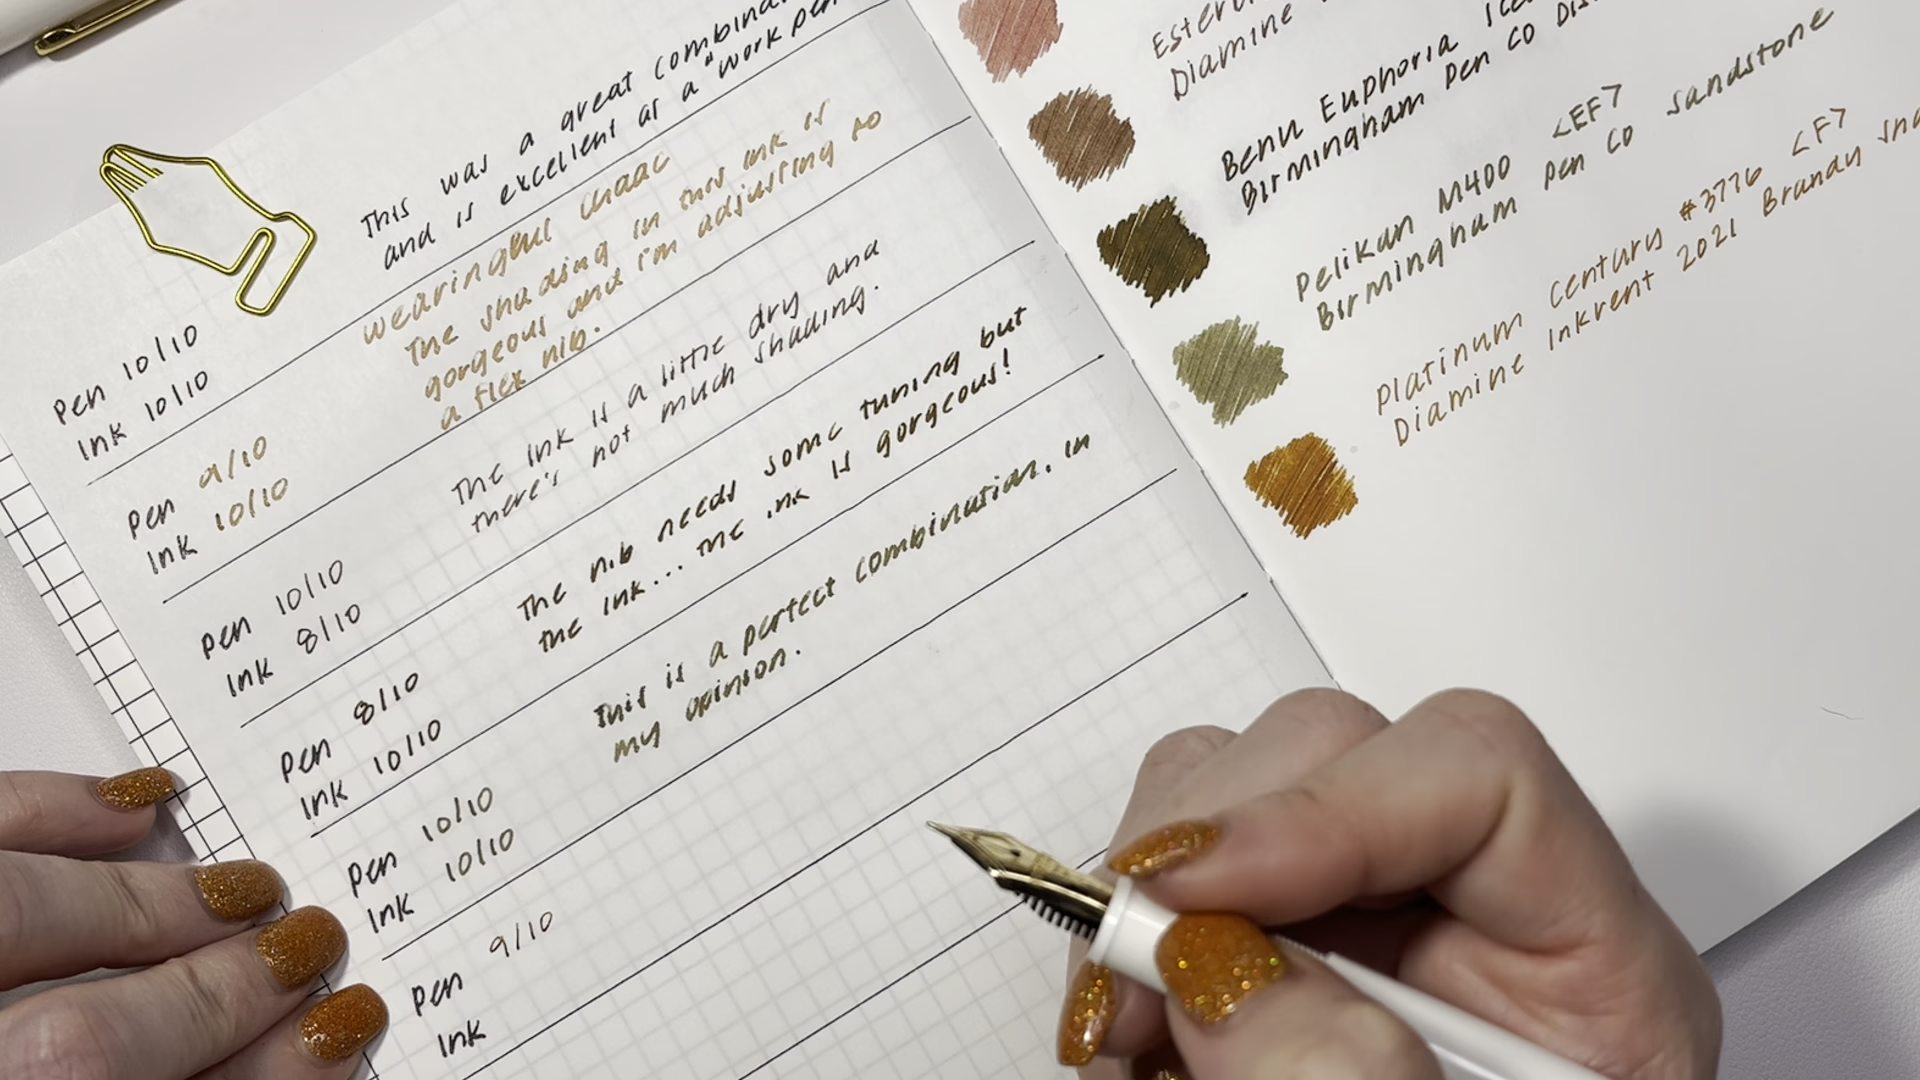 This was a great
and is excellent as a "work pen
Pen 10/10
Ink 10/10
wearingeul
The shading in this ink is
gorgeous and i'm adjusting to
a flex nib.
Pen 9/10
Ink 10/10
The ink is a little dry and
there's not much shading.
Pen 10/10
Ink 8/10
The nib needs some tuning but
the ink... the ink is gorgeous!
Pen 8/10
Ink 10/10
This is a perfect combination, in
my opinion.
Pen 10/10
Ink 10/10
Pen 9/10
Ink
Diamine
Benu Euphoria
Birmingham Pen Co
Pelikan M400 <EF>
Birmingham Pen Co Sandstone
Platinum Century #3776 <F>
Diamine Inkvent 2021 Brandy